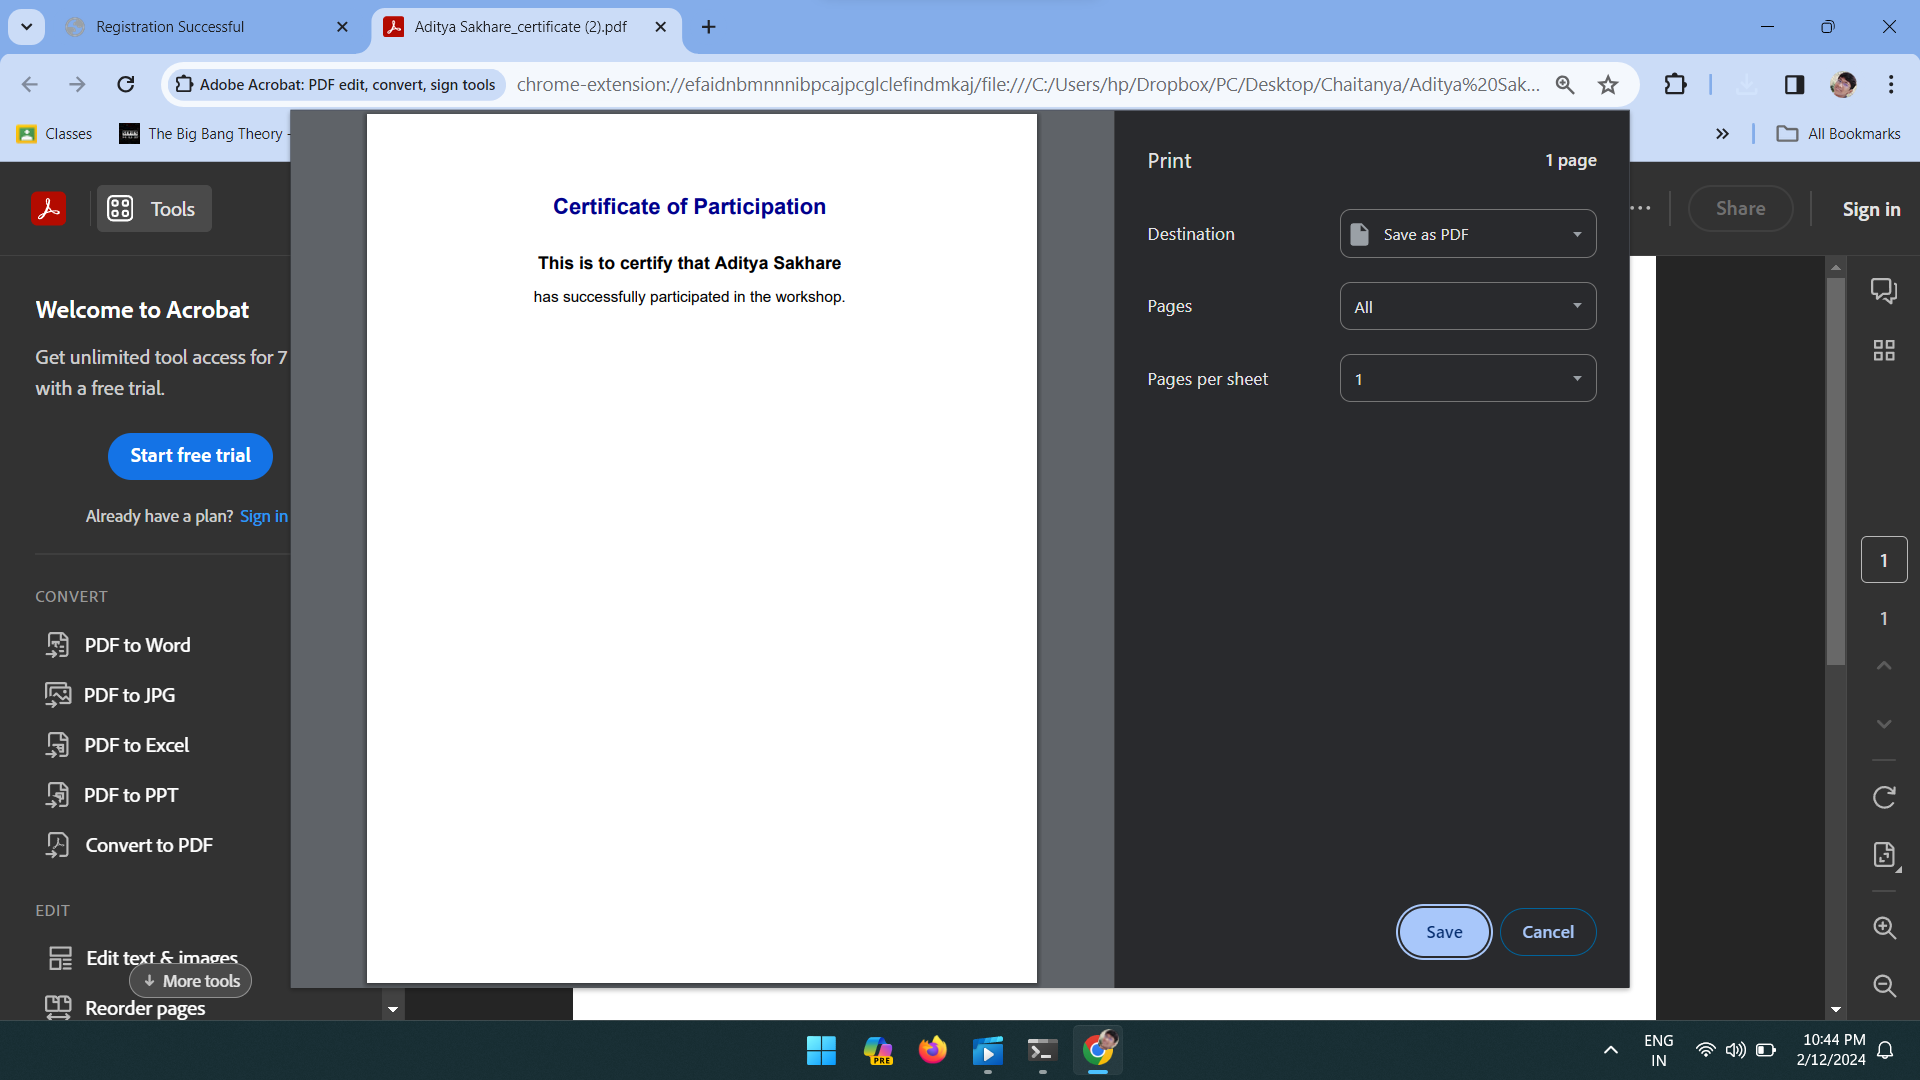 Registration Successful
Aditya Sakhare_certificate (2).pdf
Adobe Acrobat: PDF edit, convert, sign tools
chrome-extension://efaidnbmnnnibpcajpcglclefindmkaj/file:///C:/Users/hp/Dropbox/PC/Desktop/Chaitanya/Aditya%20Sak...
Classes
The Big Bang Theory -
All Bookmarks
Tools
Share
Sign in
Welcome to Acrobat
Get unlimited tool access for 7
with a free trial.
Start free trial
Already have a plan? Sign in
CONVERT
PDF to Word
PDF to JPG
PDF to Excel
PDF to PPT
Convert to PDF
EDIT
Edit text & images
More tools
Reorder pages
Certificate of Participation
This is to certify that Aditya Sakhare
has successfully participated in the workshop.
Print
1 page
Destination
Save as PDF
Pages
All
Pages per sheet
1
Save
Cancel
1
1
PRE
ENG
IN
10:44 PM
2/12/2024